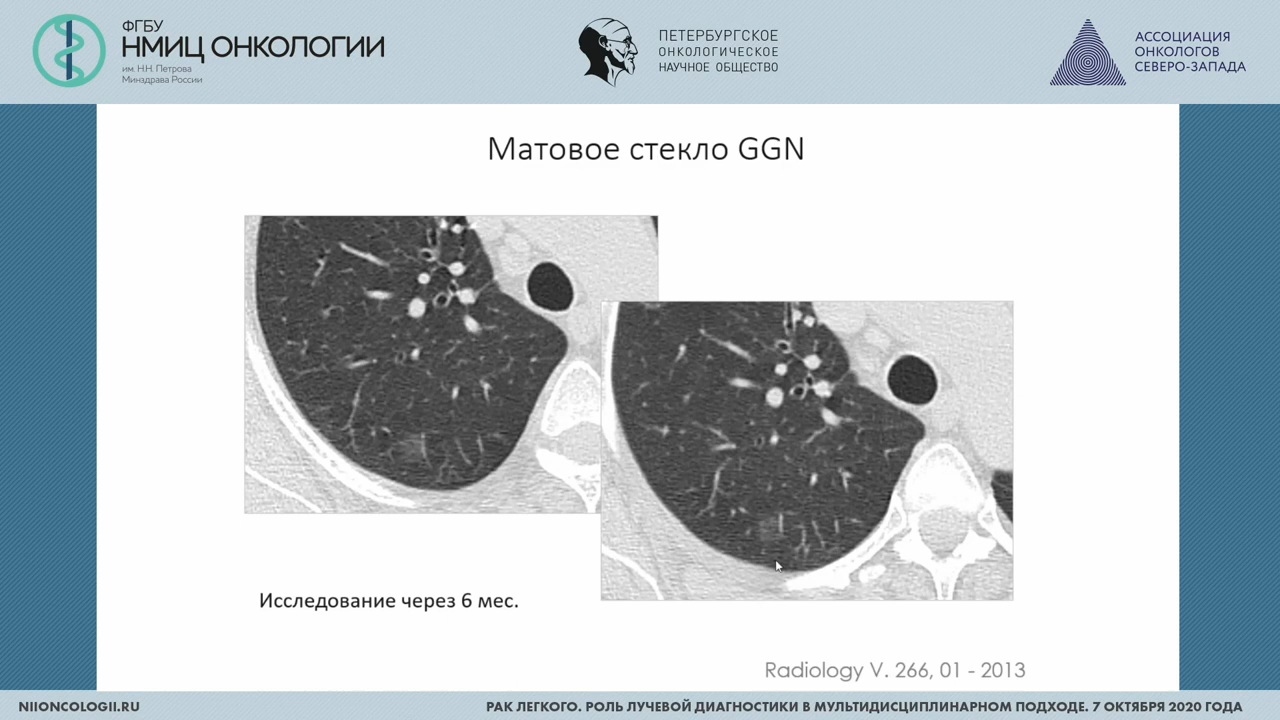 ФГБУ
НМИЦ ОНКОЛОГИИ
им. Н.Н. Петрова
Минздрава России
ПЕТЕРБУРГСКОЕ
ОНКОЛОГИЧЕСКОЕ
НАУЧНОЕ ОБЩЕСТВО
АССОЦИАЦИЯ
ОНКОЛОГОВ
СЕВЕРО-ЗАПАДА
Матовое стекло GGN
Исследование через 6 мес.
Radiology V. 266, 01 - 2013
NIIONCOLOGII.RU
РАК ЛЕГКОГО. РОЛЬ ЛУЧЕВОЙ ДИАГНОСТИКИ В МУЛЬТИДИСЦИПЛИНАРНОМ ПОДХОДЕ. 7 ОКТЯБРЯ 2020 ГОДА